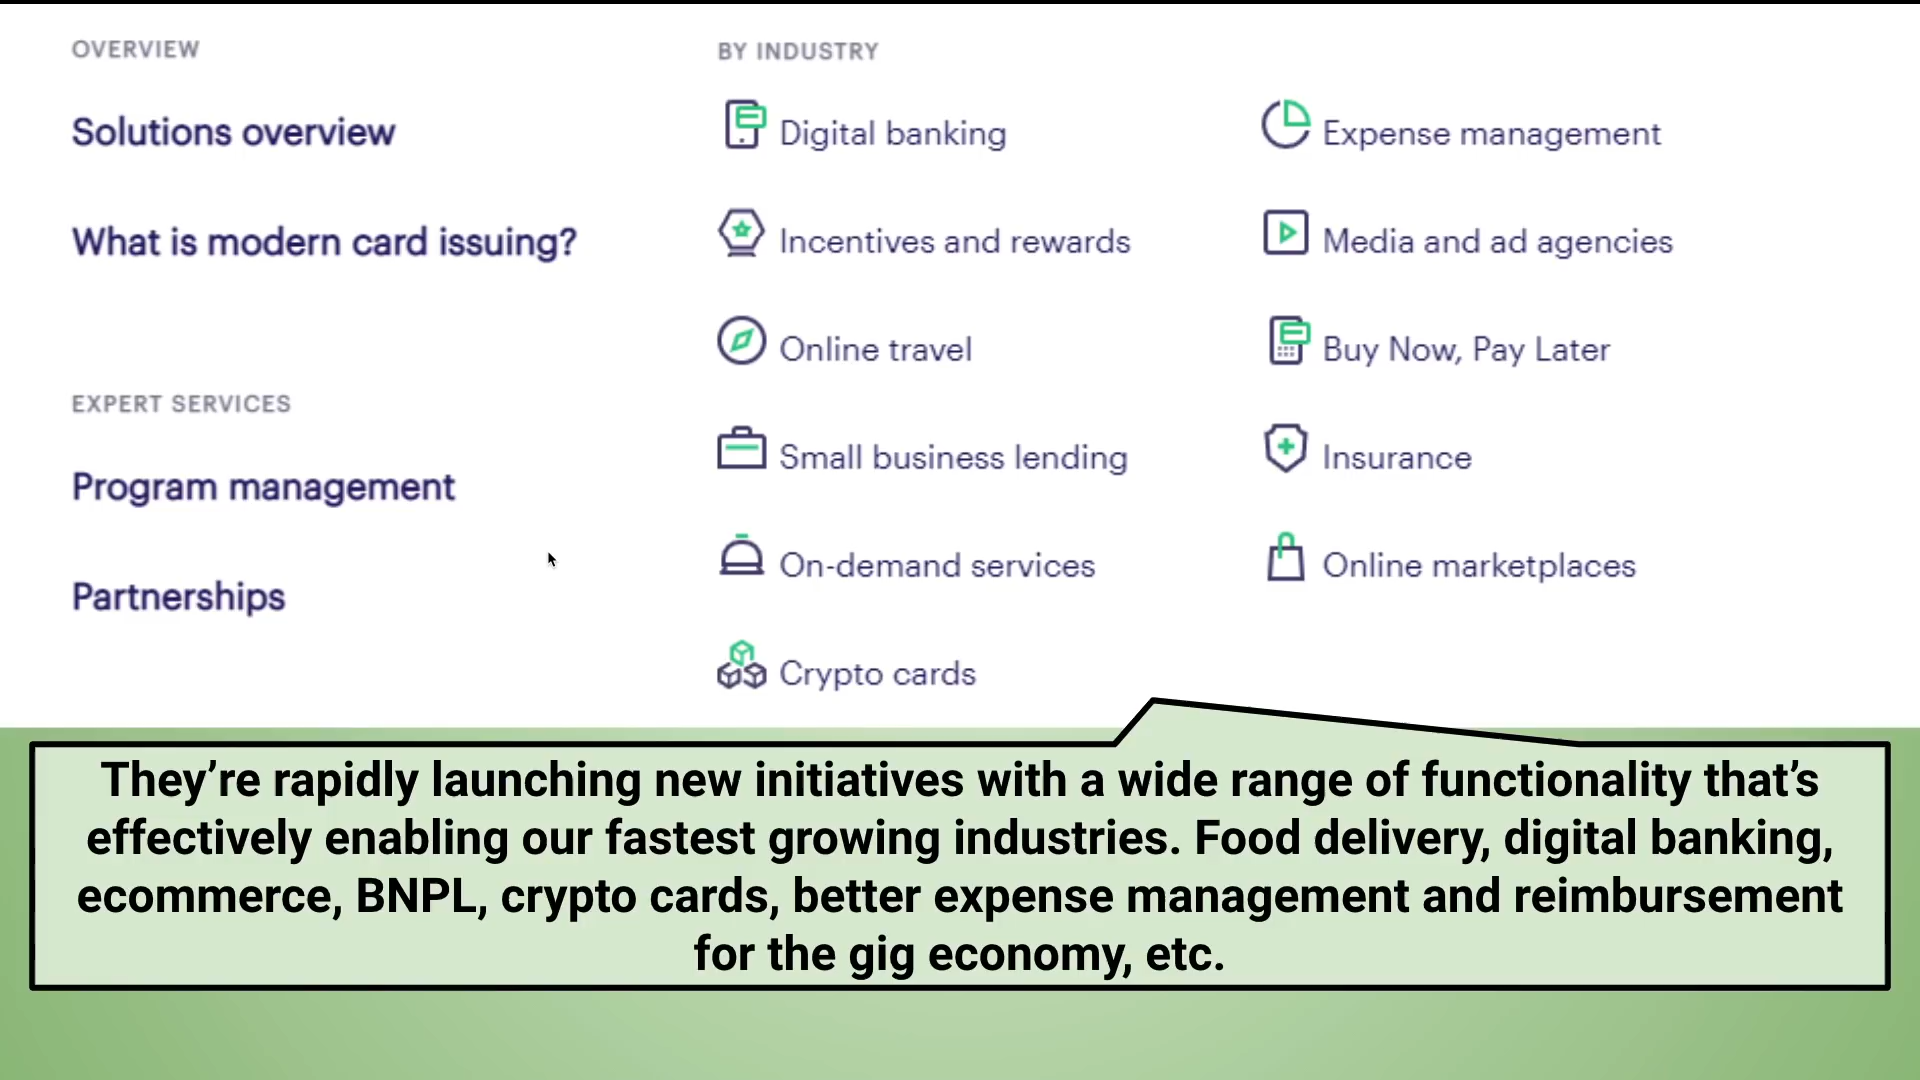 OVERVIEW
Solutions overview
What is modern card issuing?
EXPERT SERVICES
Program management
Partnerships
BY INDUSTRY
Digital banking
Incentives and rewards
Online travel
Small business lending
On-demand services
Crypto cards
Expense management
Media and ad agencies
Buy Now, Pay Later
Insurance
Online marketplaces
They’re rapidly launching new initiatives with a wide range of functionality that’s
effectively enabling our fastest growing industries. Food delivery, digital banking,
ecommerce, BNPL, crypto cards, better expense management and reimbursement
for the gig economy, etc.